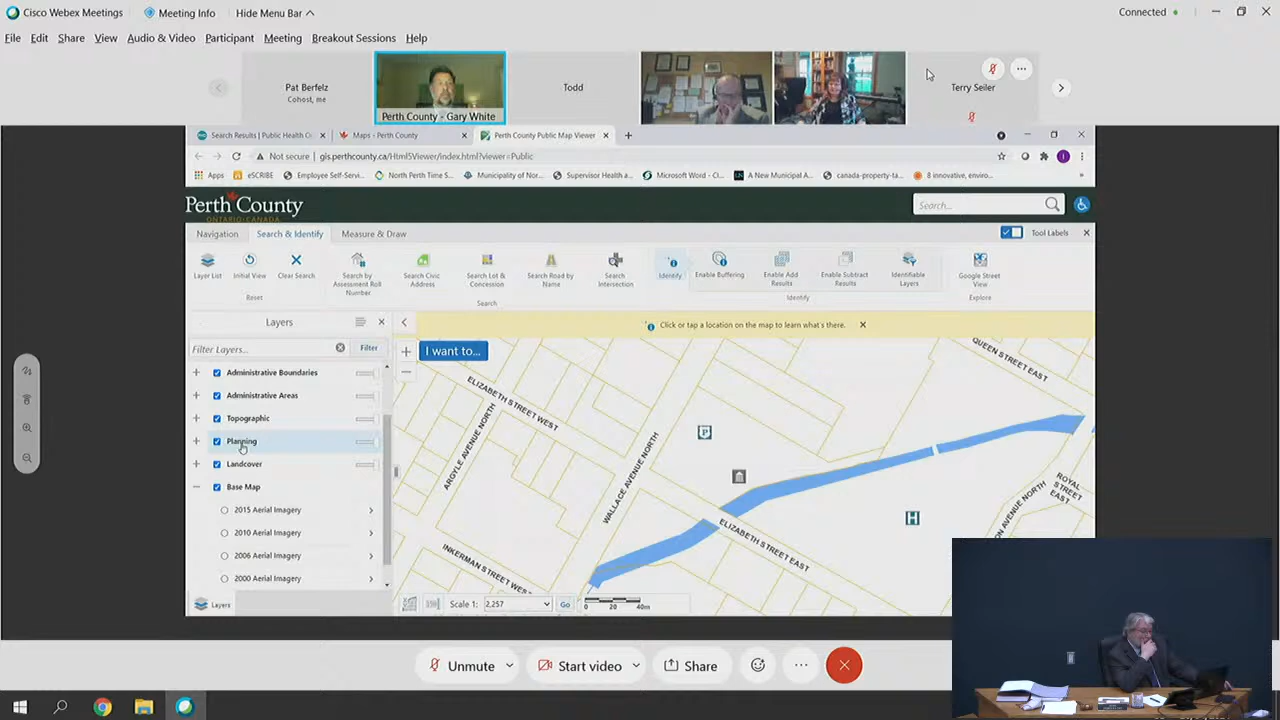 Cisco Webex Meetings
Meeting Info
Hide Menu Bar
Connected
File Edit Share View Audio & Video Participant Meeting Breakout Sessions Help
Pat Berfelz
Cohost, me
Perth County - Gary White
Todd
Terry Seiler
Search Results | Public Health C
Maps - Perth County
Perth County Public Map Viewer
Not secure | gis.perthcounty.ca/Html5Viewer/index.html?viewer=Public
Apps
eSCRIBE
Employee Self-Servi...
North Perth Time S...
Municipality of Nor...
Supervisor Health a...
Microsoft Word - Cl...
A New Municipal A...
canada-property-ta...
8 innovative, enviro...
Perth County
ONTARIO·CANADA
Search...
Navigation
Search & Identify
Measure & Draw
Tool Labels
Layer List
Initial View
Clear Search
Search by Assessment Roll Number
Search Civic Address
Search Lot & Concession
Search Road by Name
Search Intersection
Identify
Enable Buffering
Enable Add Results
Enable Subtract Results
Identifiable Layers
Google Street View
Reset
Search
Identify
Explore
Layers
Click or tap a location on the map to learn what's there.
Filter Layers...
Filter
I want to...
Administrative Boundaries
Administrative Areas
Topographic
Planning
Landcover
Base Map
2015 Aerial Imagery
2010 Aerial Imagery
2006 Aerial Imagery
2000 Aerial Imagery
QUEEN STREET EAST
ELIZABETH STREET WEST
ARGYLE AVENUE NORTH
WALLACE AVENUE NORTH
P
H
ROYAL STREET EAST
ON AVENUE NORTH
ELIZABETH STREET EAST
INKERMAN STREET WES
Layers
Scale 1:
2,257
Go
0 20 40m
Unmute
Start video
Share